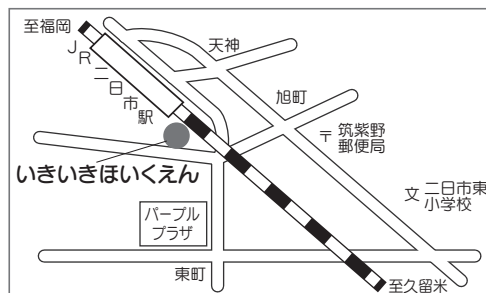 至福岡
JR二日市駅
天神
旭町
〒 筑紫野
郵便局
いきいきほいくえん
文 二日市東
小学校
パープル
プラザ
東町
至久留米